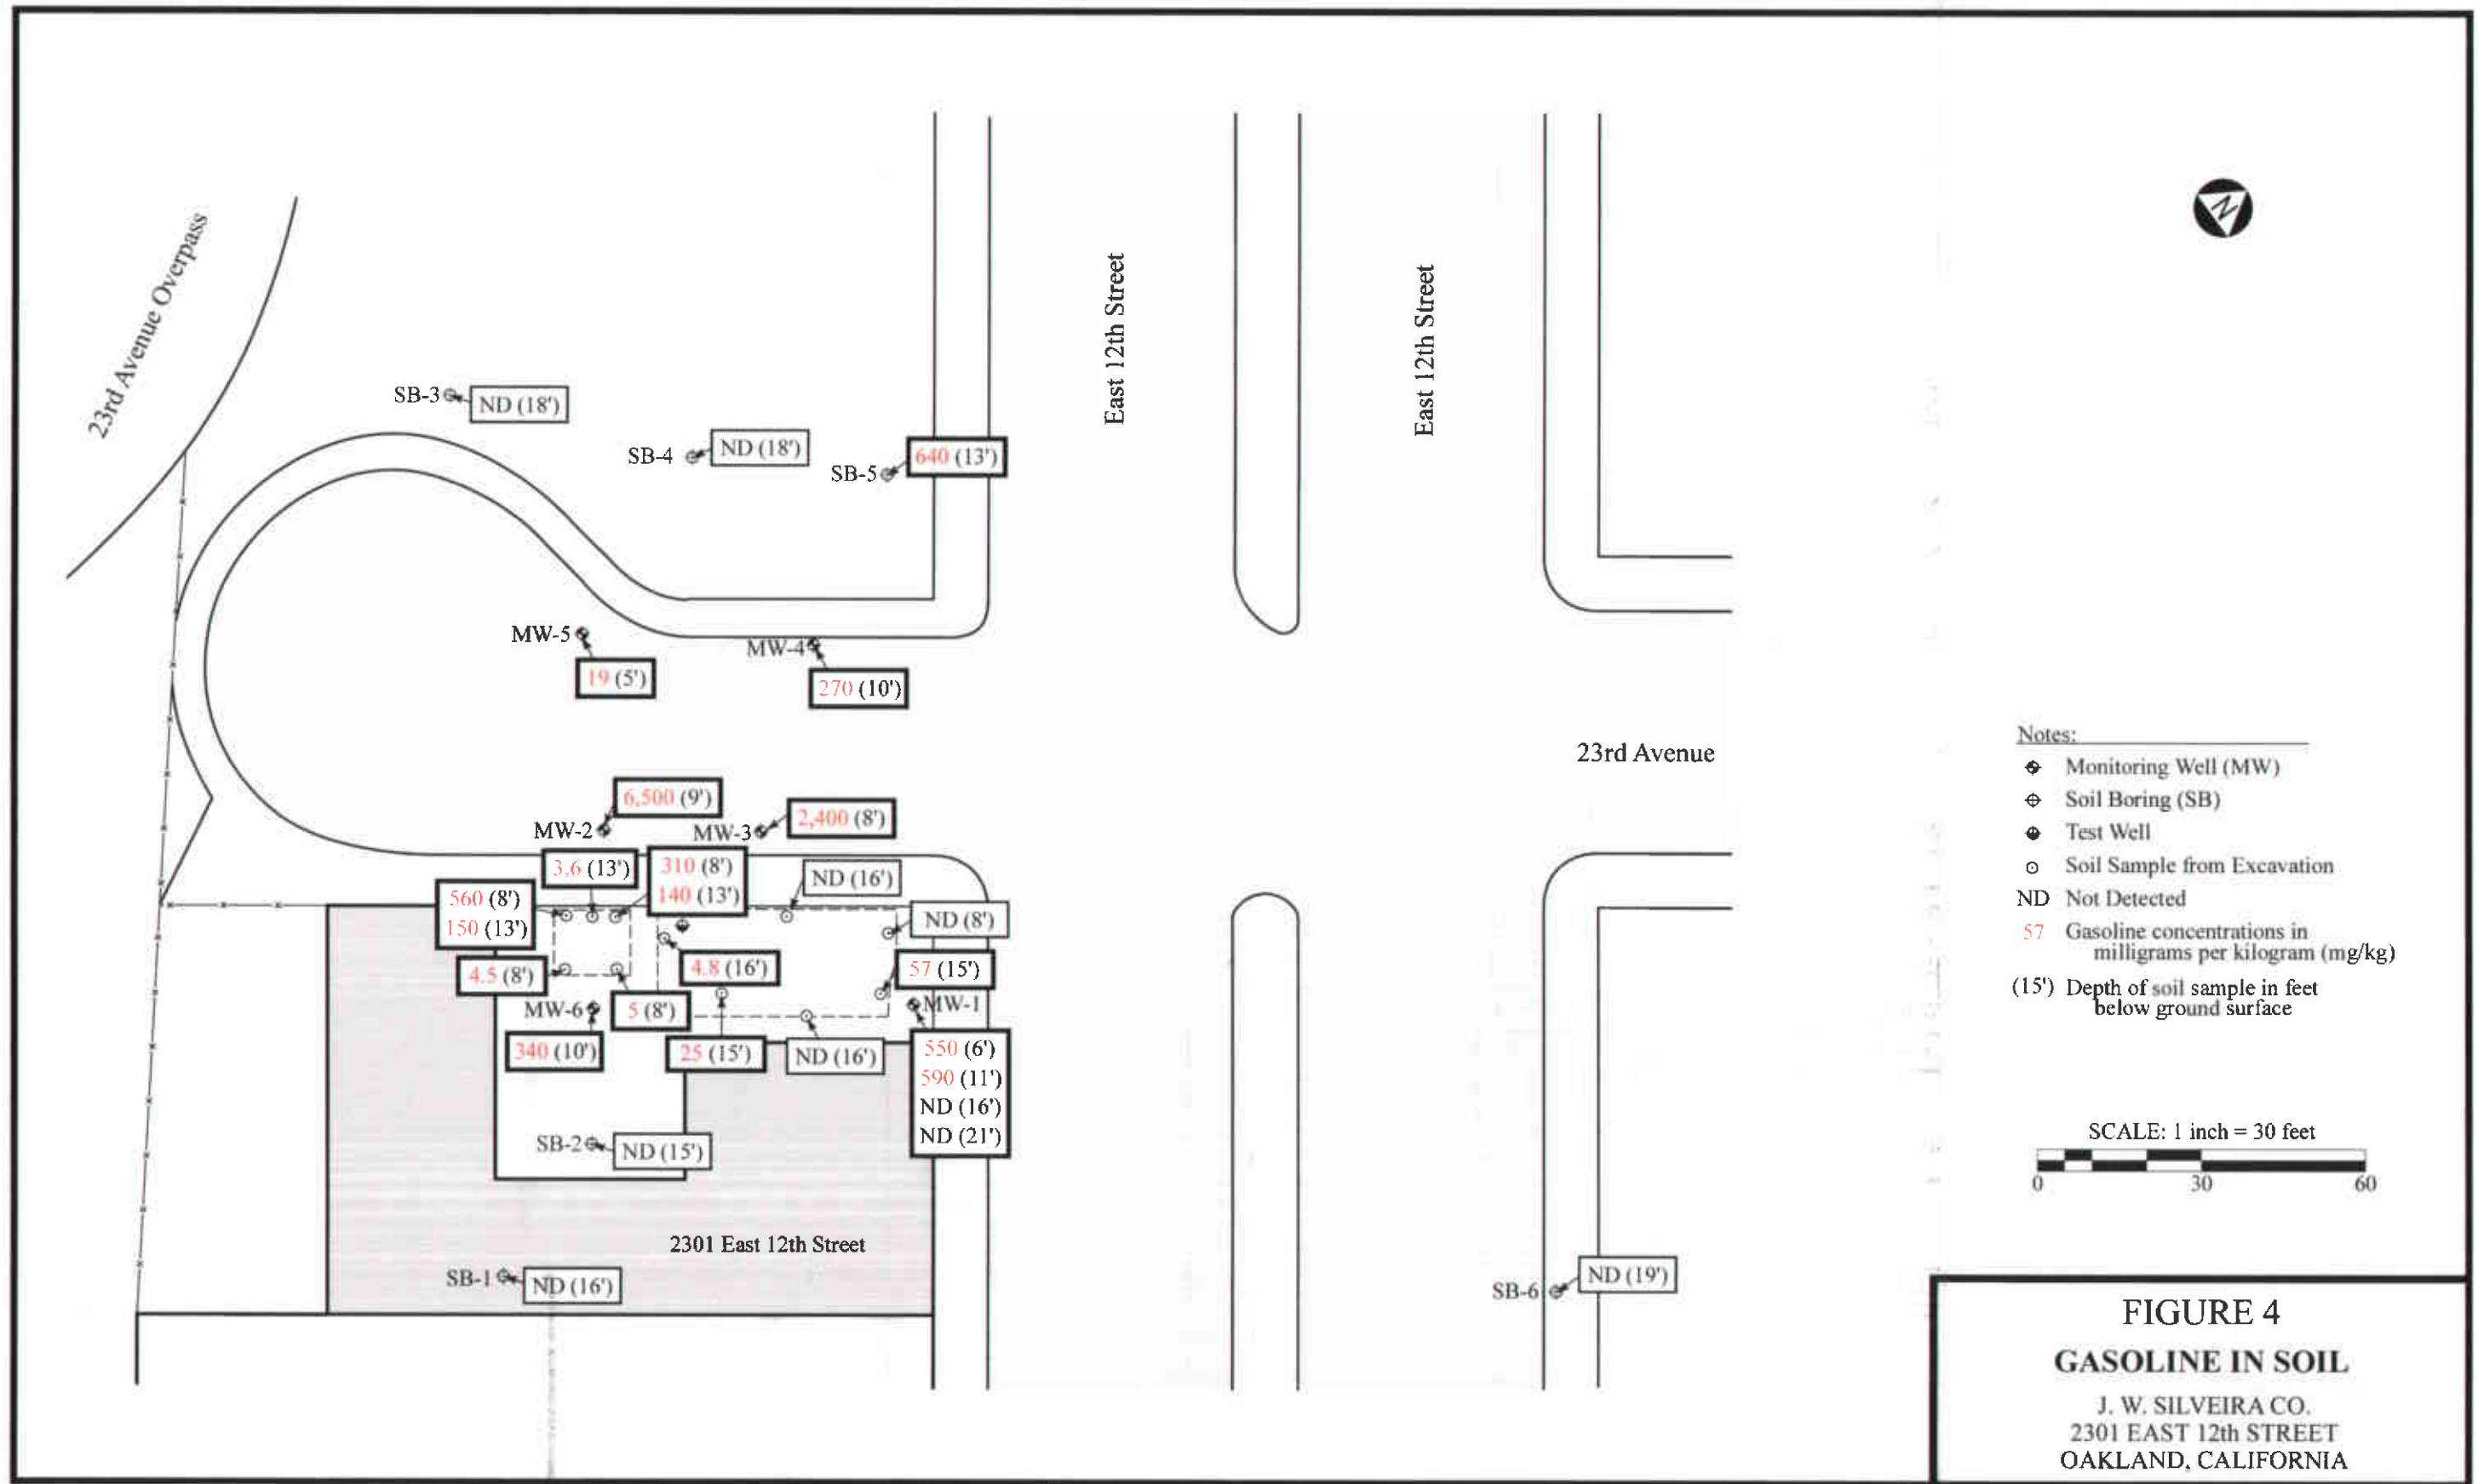 23rd Avenue Overpass
East 12th Street
East 12th Street
N
SB-3
ND (18')
SB-4
ND (18')
SB-5
640 (13')
MW-5
19 (5')
MW-4
270 (10')
23rd Avenue
6,500 (9')
MW-2
MW-3
2,400 (8')
3.6 (13')
310 (8')
140 (13')
ND (16')
560 (8')
150 (13')
ND (8')
4.5 (8')
4.8 (16')
57 (15')
MW-6
5 (8')
MW-1
340 (10')
25 (15')
ND (16')
550 (6')
590 (11')
ND (16')
ND (21')
SB-2
ND (15')
2301 East 12th Street
SB-1
ND (16')
SB-6
ND (19')
Notes:
Monitoring Well (MW)
Soil Boring (SB)
Test Well
Soil Sample from Excavation
ND Not Detected
57 Gasoline concentrations in
milligrams per kilogram (mg/kg)
(15') Depth of soil sample in feet
below ground surface
SCALE: 1 inch = 30 feet
0 30 60
FIGURE 4
GASOLINE IN SOIL
J. W. SILVEIRA CO.
2301 EAST 12th STREET
OAKLAND, CALIFORNIA